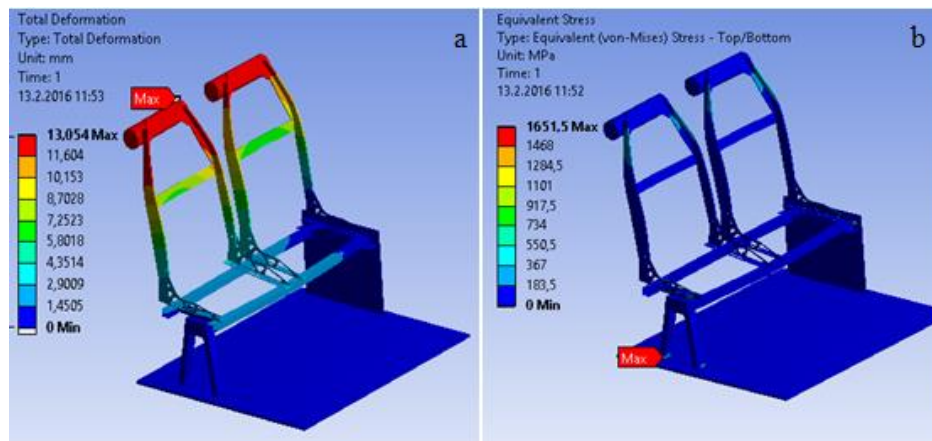 Total Deformation
Type: Total Deformation
Unit: mm
Time: 1
13.2.2016 11:53
a
Max
13,054 Max
11,604
10,153
8,7028
7,2523
5,8018
4,3514
2,9009
1,4505
0 Min
Equivalent Stress
Type: Equivalent (von-Mises) Stress - Top/Bottom
Unit: MPa
Time: 1
13.2.2016 11:52
b
1651,5 Max
1468
1284,5
1101
917,5
734
550,5
367
183,5
0 Min
Max